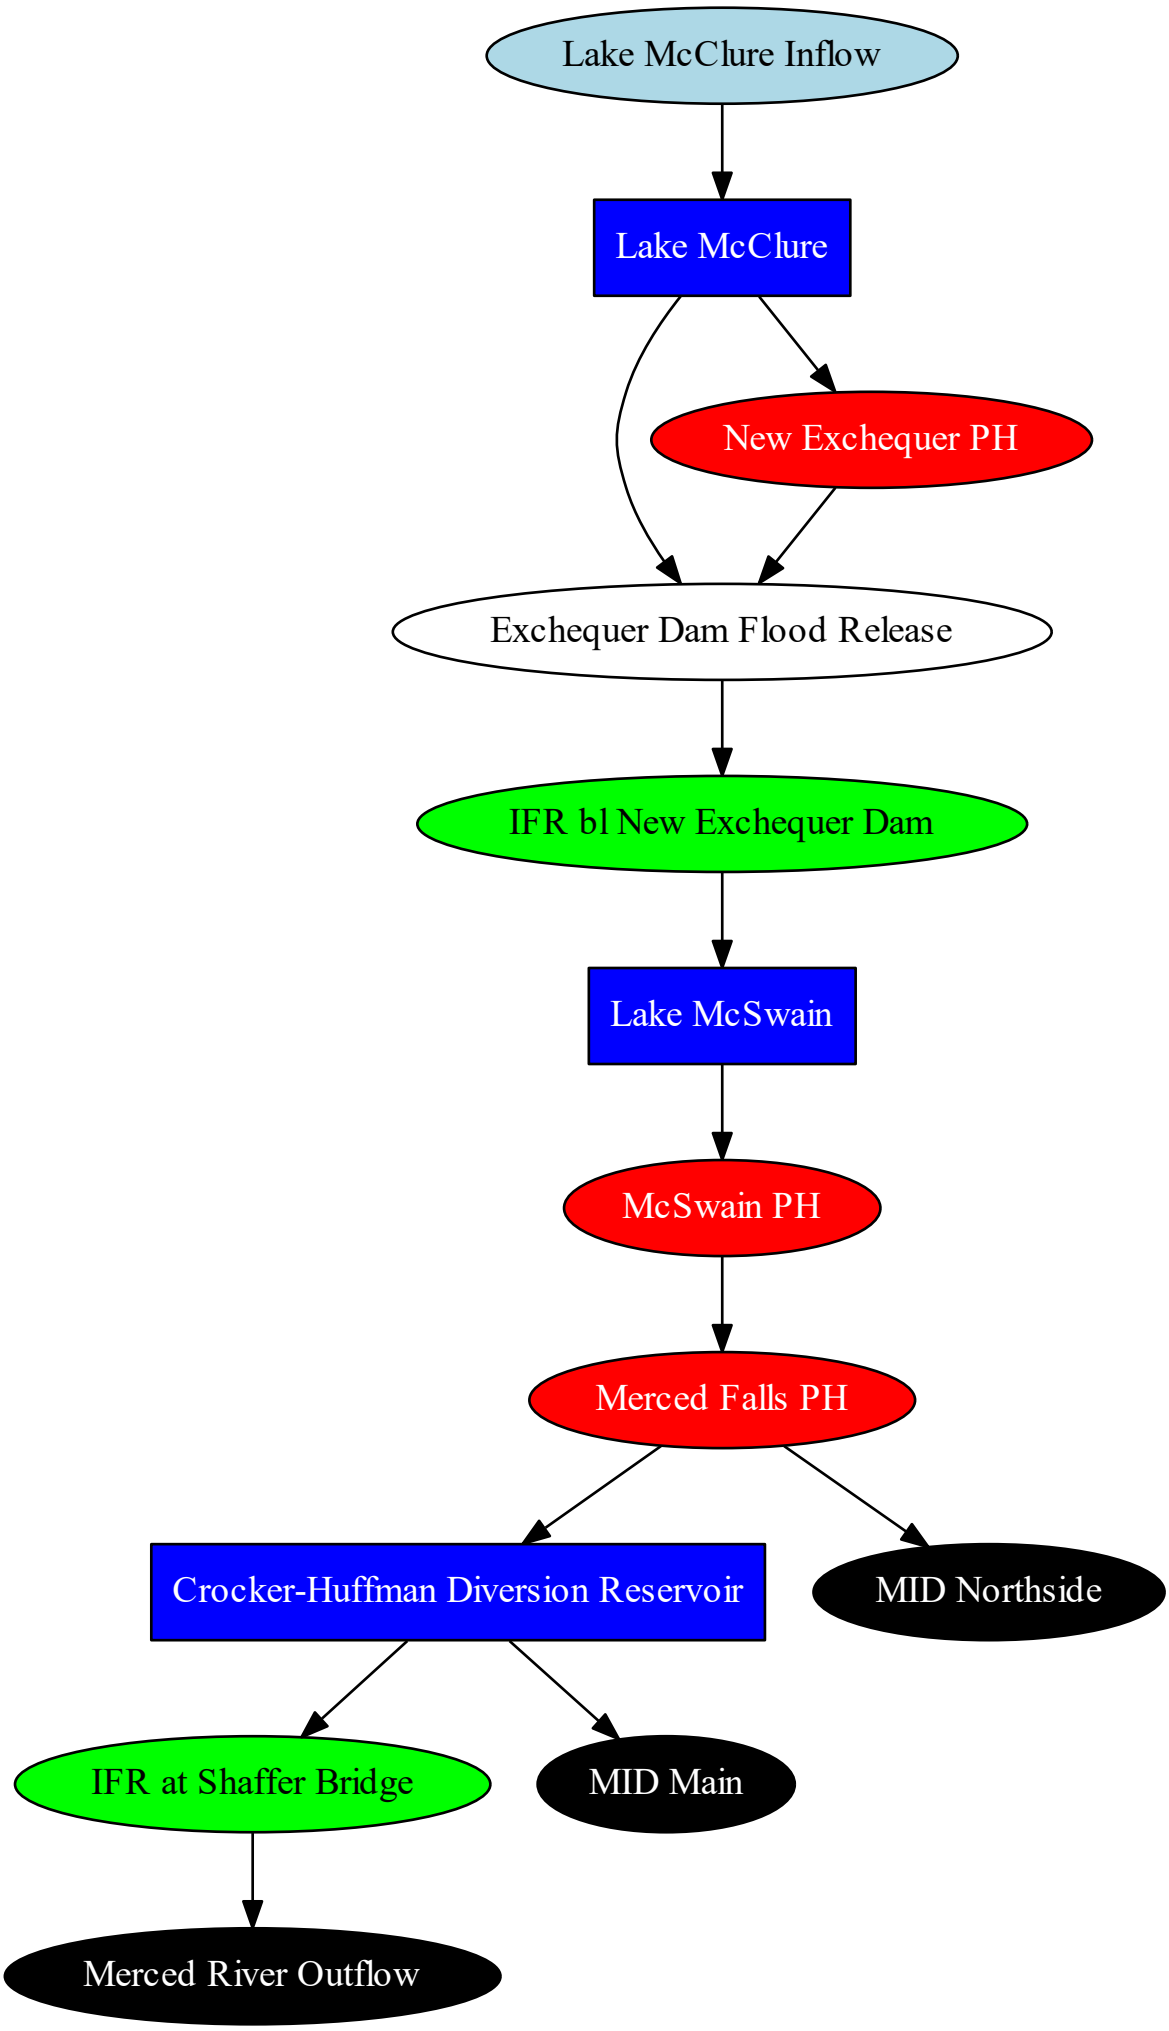 Lake McClure Inflow
Lake McClure
New Exchequer PH
Exchequer Dam Flood Release
IFR bl New Exchequer Dam
Lake McSwain
McSwain PH
Merced Falls PH
Crocker-Huffman Diversion Reservoir
MID Northside
IFR at Shaffer Bridge
MID Main
Merced River Outflow